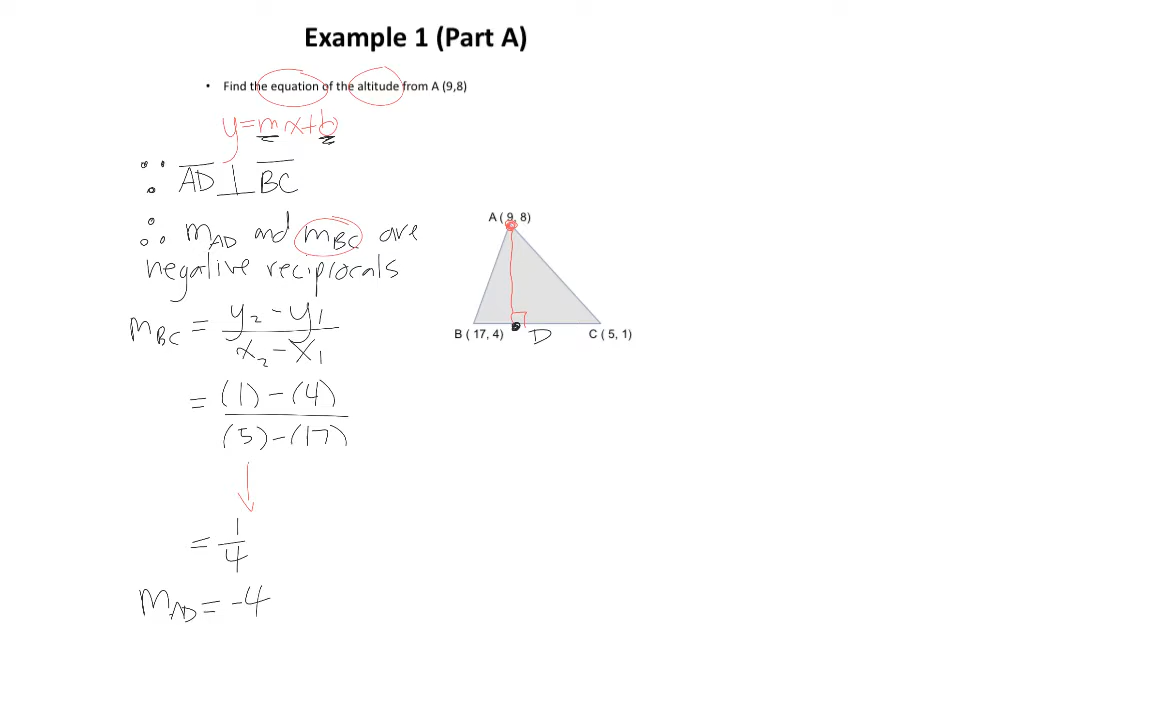 Example 1 (Part A)
• Find the equation of the altitude from A (9,8)
y=mx+b
∵ AD ⊥ BC
∴ mAD and mBC are
negative reciprocals
mBC = y2-y1
x2-x1
= (1)-(4)
(5)-(17)
= 1
4
mAD = -4
A ( 9, 8)
B ( 17, 4)
D
C ( 5, 1)